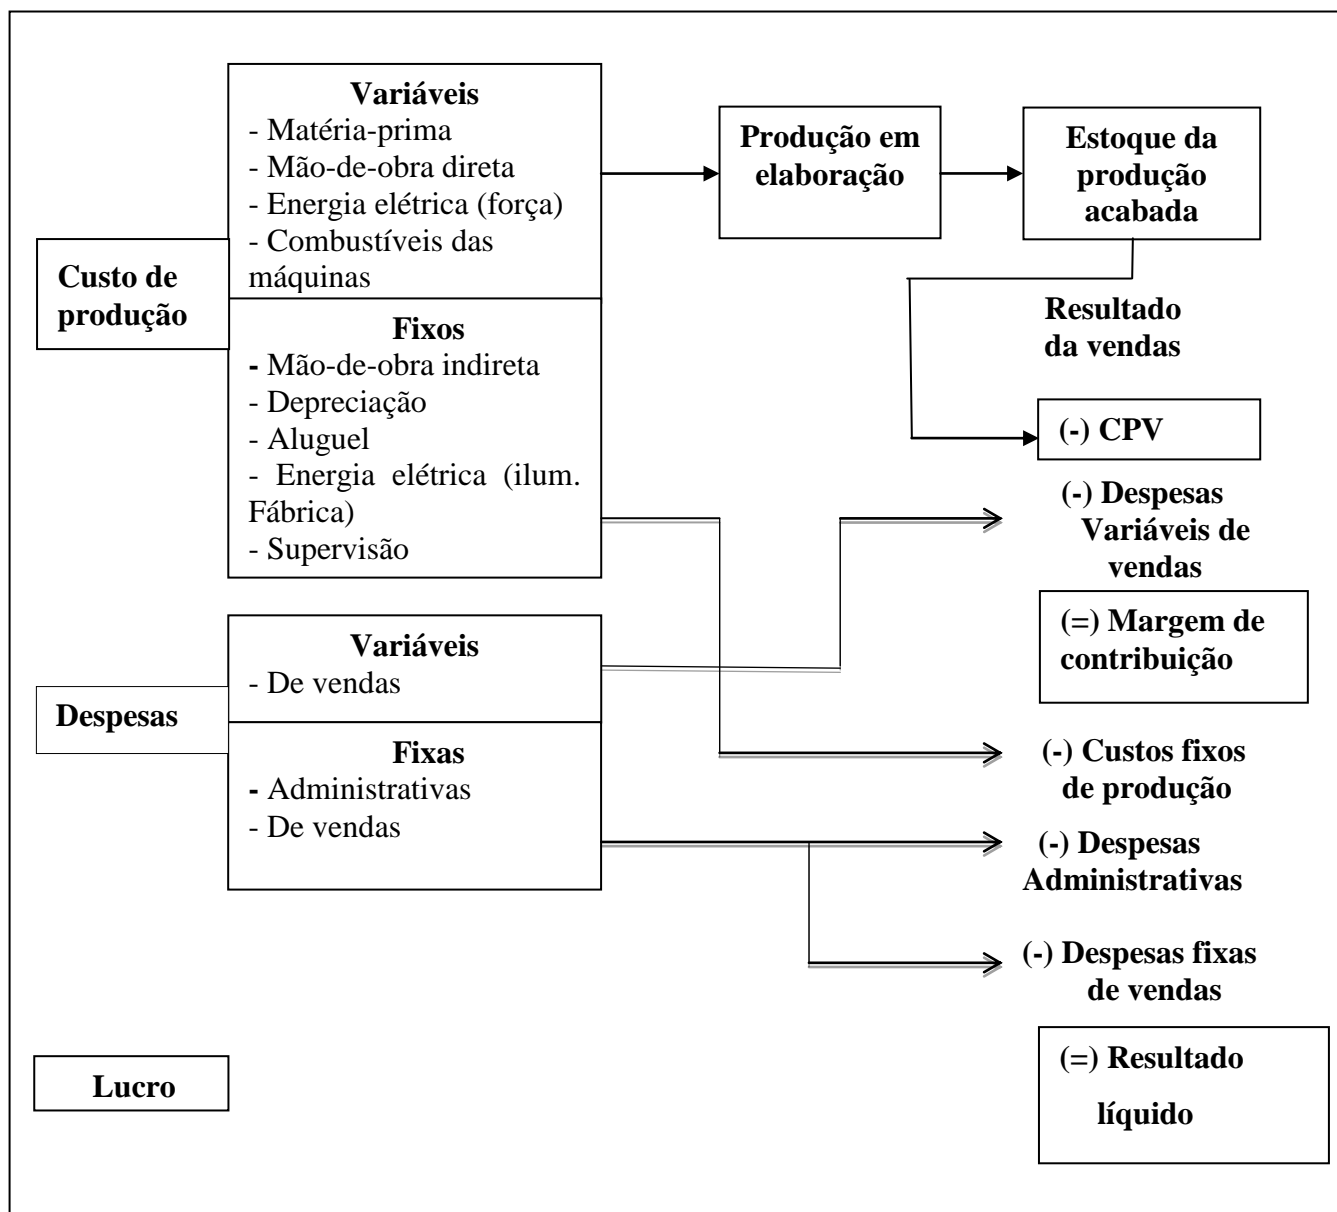 Custo de
produção
Variáveis
- Matéria-prima
- Mão-de-obra direta
- Energia elétrica (força)
- Combustíveis das
máquinas
Fixos
- Mão-de-obra indireta
- Depreciação
- Aluguel
- Energia elétrica (ilum.
Fábrica)
- Supervisão
Produção em
elaboração
Estoque da
produção
acabada
Resultado
da vendas
(-) CPV
(-) Despesas
Variáveis de
vendas
(=) Margem de
contribuição
Despesas
Variáveis
- De vendas
Fixas
- Administrativas
- De vendas
(-) Custos fixos
de produção
(-) Despesas
Administrativas
(-) Despesas fixas
de vendas
Lucro
(=) Resultado
líquido